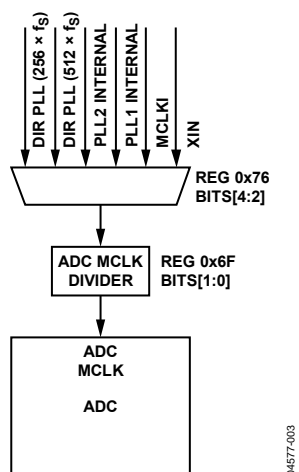 DIR PLL (256 × fS)
DIR PLL (512 × fS)
PLL2 INTERNAL
PLL1 INTERNAL
MCLKI
XIN
REG 0x76
BITS[4:2]
ADC MCLK
DIVIDER
REG 0x6F
BITS[1:0]
ADC
MCLK
ADC
04577-003